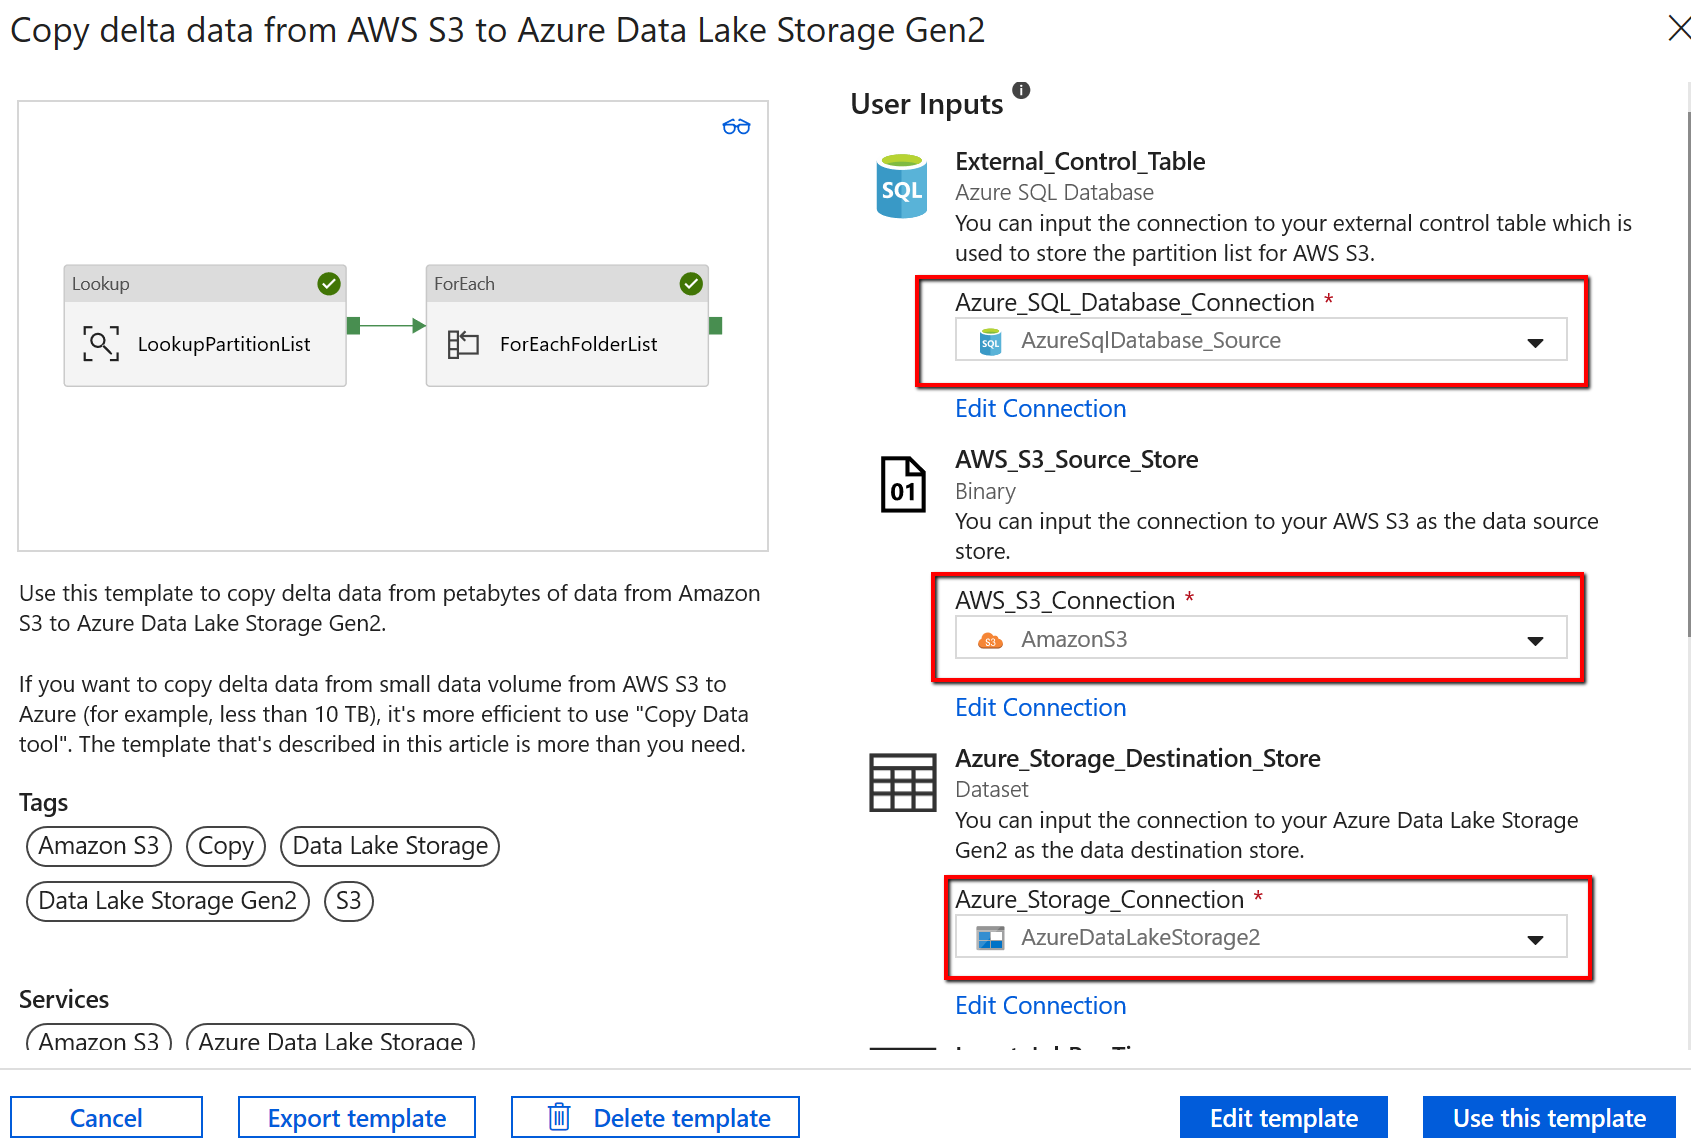 Copy delta data from AWS S3 to Azure Data Lake Storage Gen2
Lookup
LookupPartitionList
ForEach
ForEachFolderList
Use this template to copy delta data from petabytes of data from Amazon
S3 to Azure Data Lake Storage Gen2.
If you want to copy delta data from small data volume from AWS S3 to
Azure (for example, less than 10 TB), it's more efficient to use "Copy Data
tool". The template that's described in this article is more than you need.
Tags
Amazon S3
Copy
Data Lake Storage
Data Lake Storage Gen2
S3
Services
Amazon S3
Azure Data Lake Storage
User Inputs
SQL
External_Control_Table
Azure SQL Database
You can input the connection to your external control table which is
used to store the partition list for AWS S3.
Azure_SQL_Database_Connection *
SQL
AzureSqlDatabase_Source
Edit Connection
01
AWS_S3_Source_Store
Binary
You can input the connection to your AWS S3 as the data source
store.
AWS_S3_Connection *
S3
AmazonS3
Edit Connection
Azure_Storage_Destination_Store
Dataset
You can input the connection to your Azure Data Lake Storage
Gen2 as the data destination store.
Azure_Storage_Connection *
AzureDataLakeStorage2
Edit Connection
Cancel
Export template
Delete template
Edit template
Use this template